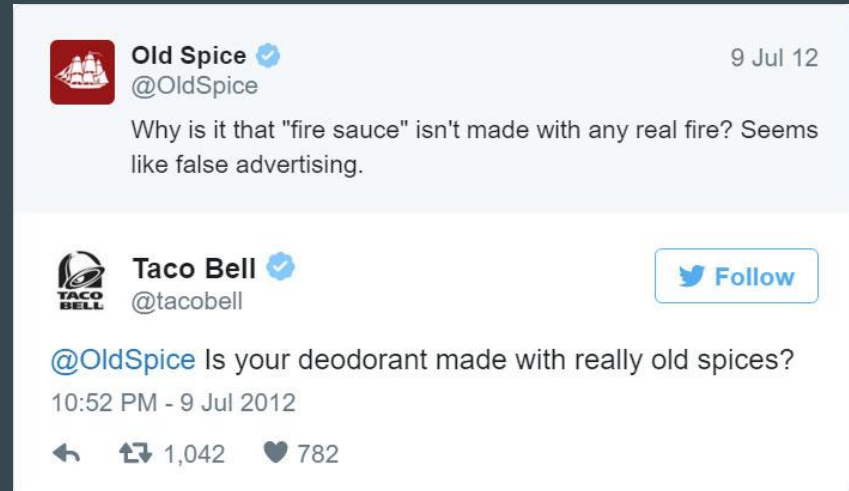 Old Spice
9 Jul 12
@OldSpice
Why is it that "fire sauce" isn't made with any real fire? Seems
like false advertising.
TACO
BELL
Taco Bell
@tacobell
Follow
@OldSpice Is your deodorant made with really old spices?
10:52 PM - 9 Jul 2012
1,042
782